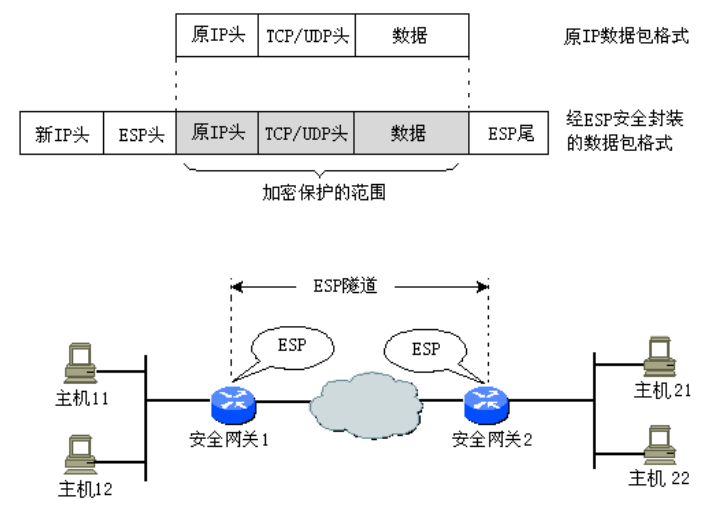 原IP头 TCP/UDP头 数据 原IP数据包格式
新IP头 ESP头 原IP头 TCP/UDP头 数据 ESP尾 经ESP安全封装
的数据包格式
加密保护的范围
ESP隧道
ESP ESP
主机11 主机21
安全网关1 安全网关2
主机12 主机 22